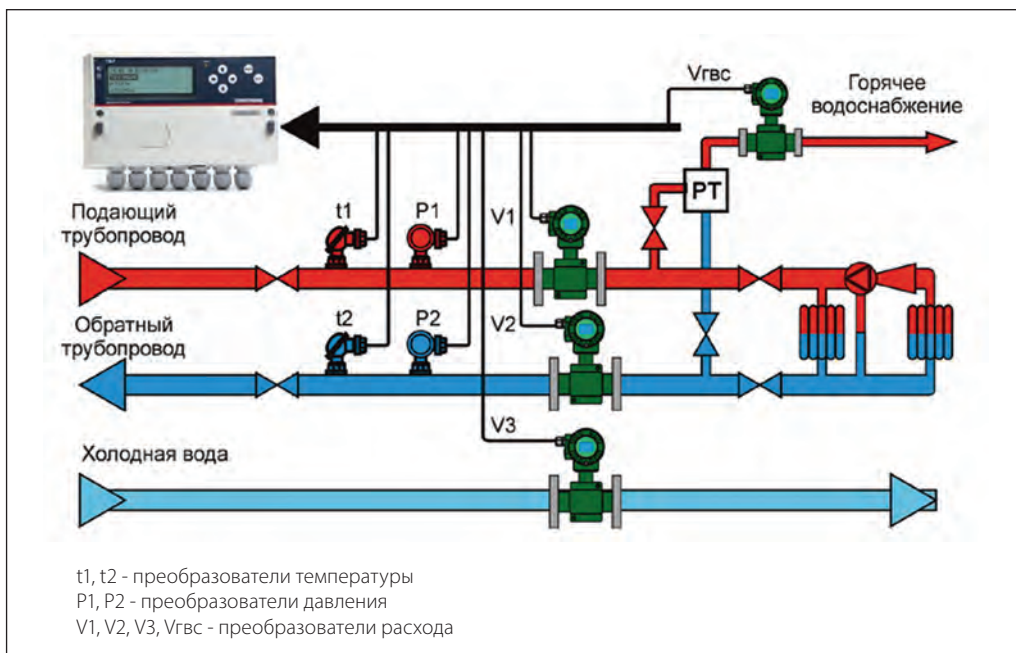 Vгвс
Горячее
водоснабжение
PT
Подающий
трубопровод
t1
P1
V1
Обратный
трубопровод
t2
P2
V2
V3
Холодная вода
t1, t2 - преобразователи температуры
P1, P2 - преобразователи давления
V1, V2, V3, Vгвс - преобразователи расхода